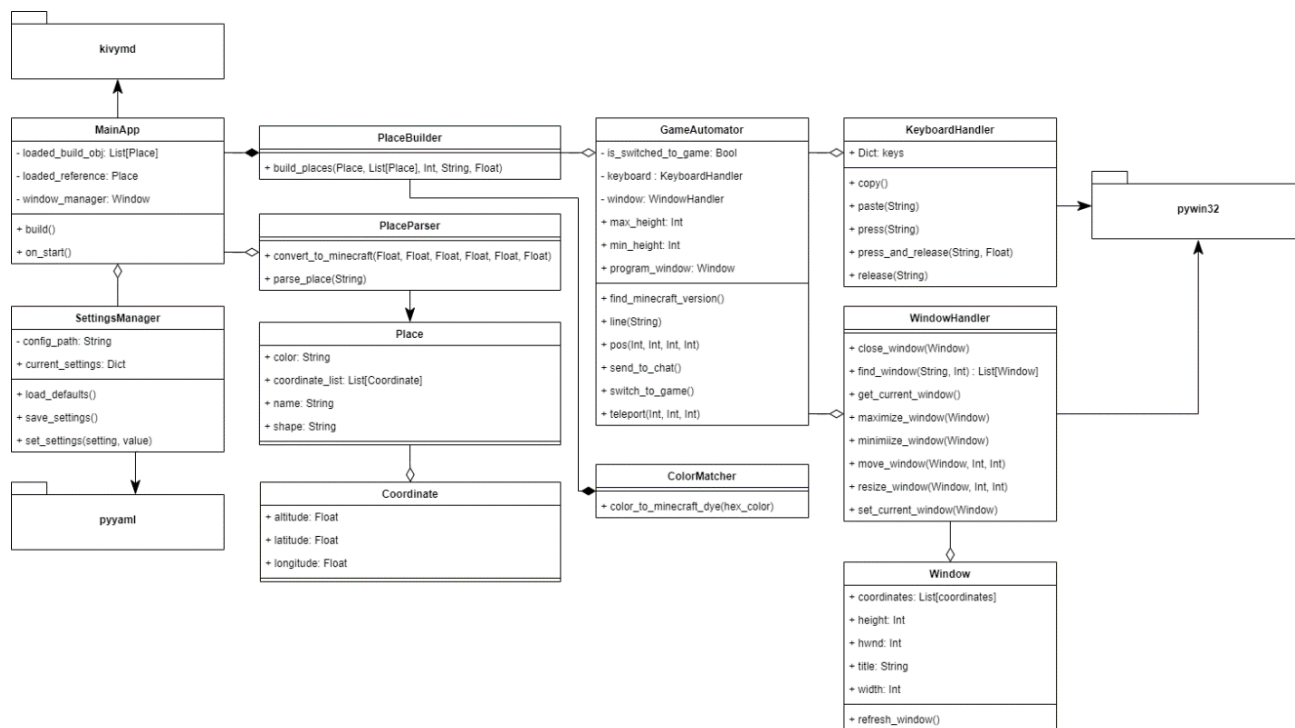 kivymd
MainApp
- loaded_build_obj: List[Place]
- loaded_reference: Place
- window_manager: Window
+ build()
+ on_start()
SettingsManager
- config_path: String
+ current_settings: Dict
+ load_defaults()
+ save_settings()
+ set_settings(setting, value)
pyyaml
PlaceBuilder
+ build_places(Place, List[Place], Int, String, Float)
PlaceParser
+ convert_to_minecraft(Float, Float, Float, Float, Float, Float)
+ parse_place(String)
Place
+ color: String
+ coordinate_list: List[Coordinate]
+ name: String
+ shape: String
Coordinate
+ altitude: Float
+ latitude: Float
+ longitude: Float
GameAutomator
- is_switched_to_game: Bool
- keyboard : KeyboardHandler
- window: WindowHandler
+ max_height: Int
+ min_height: Int
+ program_window: Window
+ find_minecraft_version()
+ line(String)
+ pos(Int, Int, Int, Int)
+ send_to_chat()
+ switch_to_game()
+ teleport(Int, Int, Int)
ColorMatcher
+ color_to_minecraft_dye(hex_color)
KeyboardHandler
+ Dict: keys
+ copy()
+ paste(String)
+ press(String)
+ press_and_release(String, Float)
+ release(String)
WindowHandler
+ close_window(Window)
+ find_window(String, Int) : List[Window]
+ get_current_window()
+ maximize_window(Window)
+ minimiize_window(Window)
+ move_window(Window, Int, Int)
+ resize_window(Window, Int, Int)
+ set_current_window(Window)
Window
+ coordinates: List[coordinates]
+ height: Int
+ hwnd: Int
+ title: String
+ width: Int
+ refresh_window()
pywin32